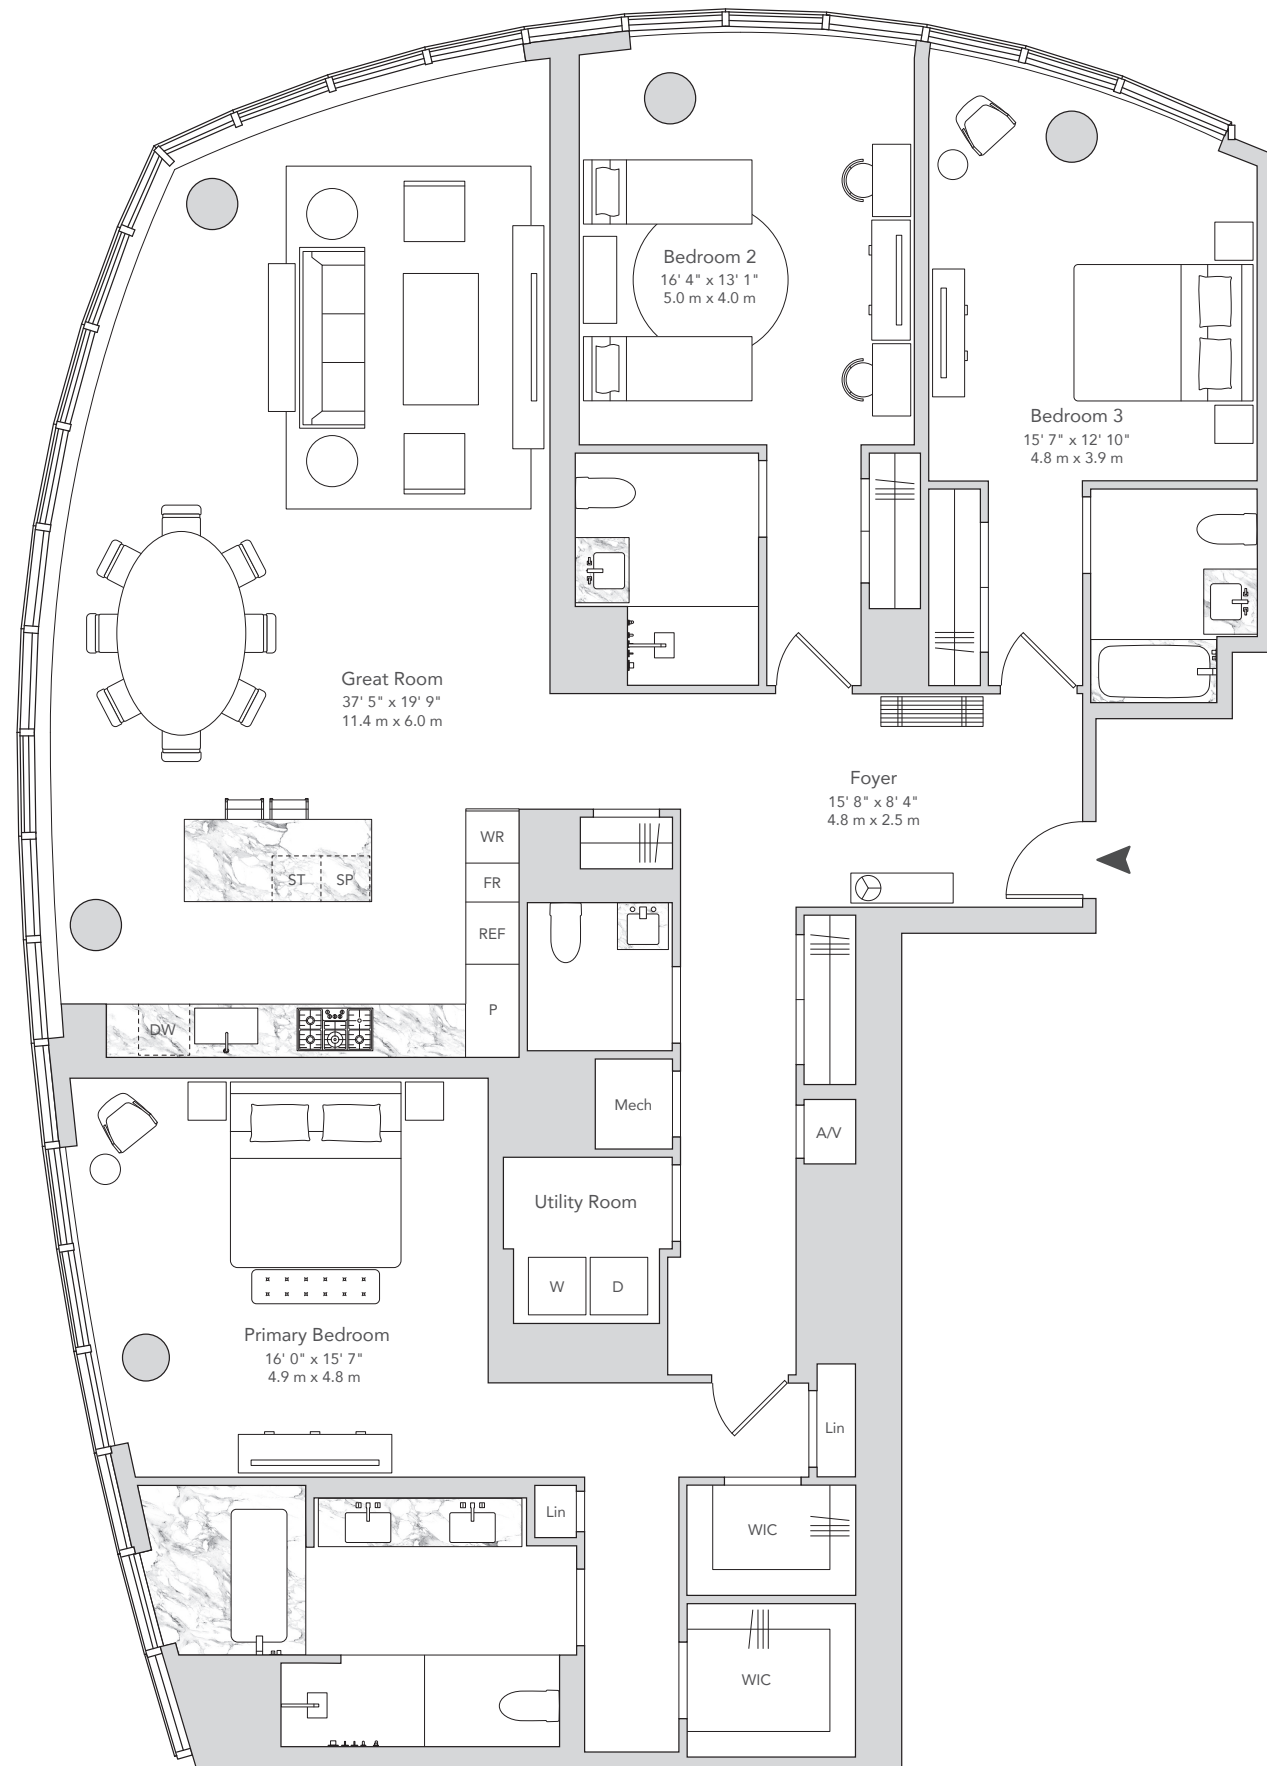 Bedroom 2
16' 4" x 13' 1"
5.0 m x 4.0 m
Bedroom 3
15' 7" x 12' 10"
4.8 m x 3.9 m
Great Room
37' 5" x 19' 9"
11.4 m x 6.0 m
Foyer
15' 8" x 8' 4"
4.8 m x 2.5 m
WR
FR
REF
P
ST
SP
DW
Mech
A/V
Utility Room
W
D
Primary Bedroom
16' 0" x 15' 7"
4.9 m x 4.8 m
Lin
Lin
WIC
WIC